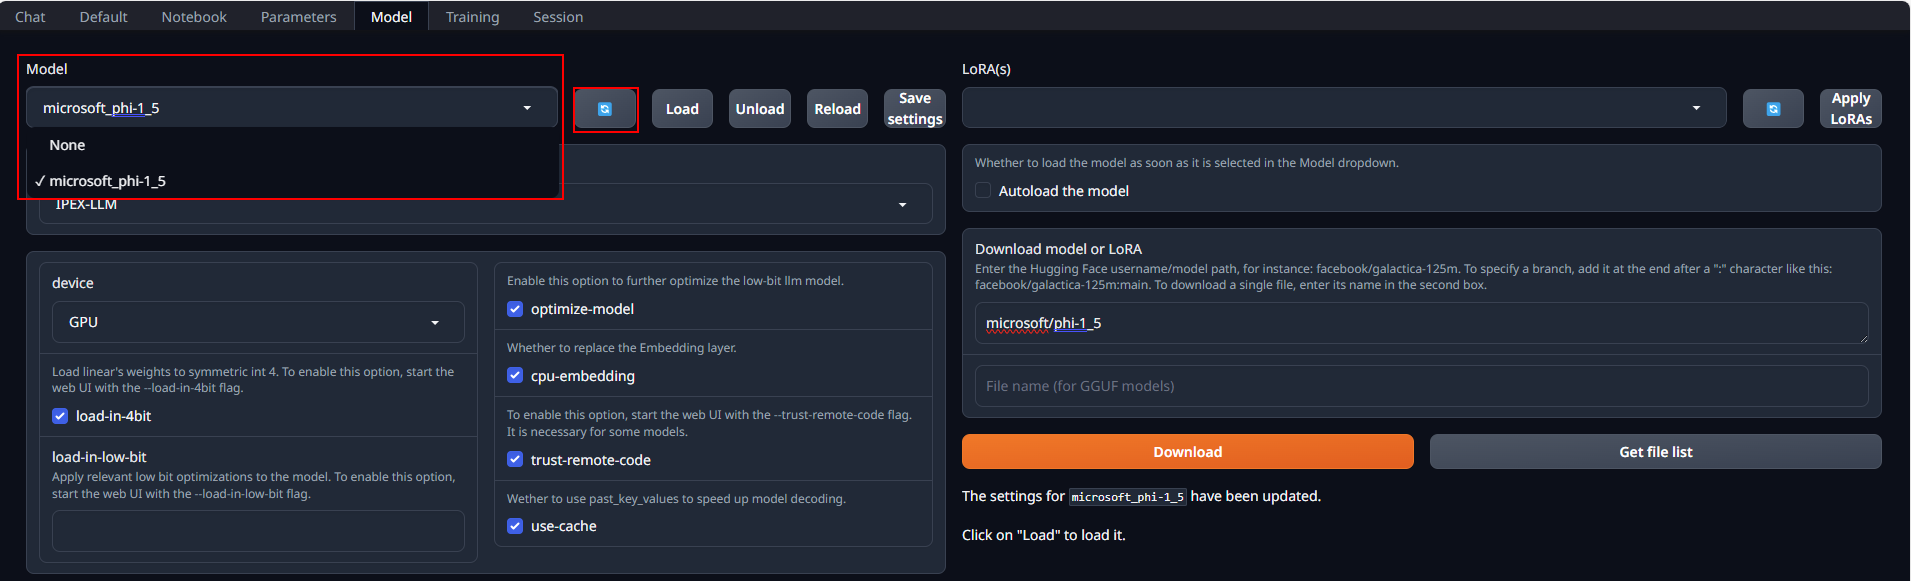 Chat Default Notebook Parameters Model Training Session
Model
microsoft_phi-1_5
None
✓ microsoft_phi-1_5
IPEX-LLM
Load Unload Reload Save settings
device
GPU
Load linear's weights to symmetric int 4. To enable this option, start the
web UI with the --load-in-4bit flag.
load-in-4bit
load-in-low-bit
Apply relevant low bit optimizations to the model. To enable this option,
start the web UI with the --load-in-low-bit flag.
Enable this option to further optimize the low-bit llm model.
optimize-model
Whether to replace the Embedding layer.
cpu-embedding
To enable this option, start the web UI with the --trust-remote-code flag.
It is necessary for some models.
trust-remote-code
Wether to use past_key_values to speed up model decoding.
use-cache
LoRA(s)
Apply
LoRAs
Whether to load the model as soon as it is selected in the Model dropdown.
Autoload the model
Download model or LoRA
Enter the Hugging Face username/model path, for instance: facebook/galactica-125m. To specify a branch, add it at the end after a ":" character like this:
facebook/galactica-125m:main. To download a single file, enter its name in the second box.
microsoft/phi-1_5
File name (for GGUF models)
Download Get file list
The settings for microsoft_phi-1_5 have been updated.
Click on "Load" to load it.